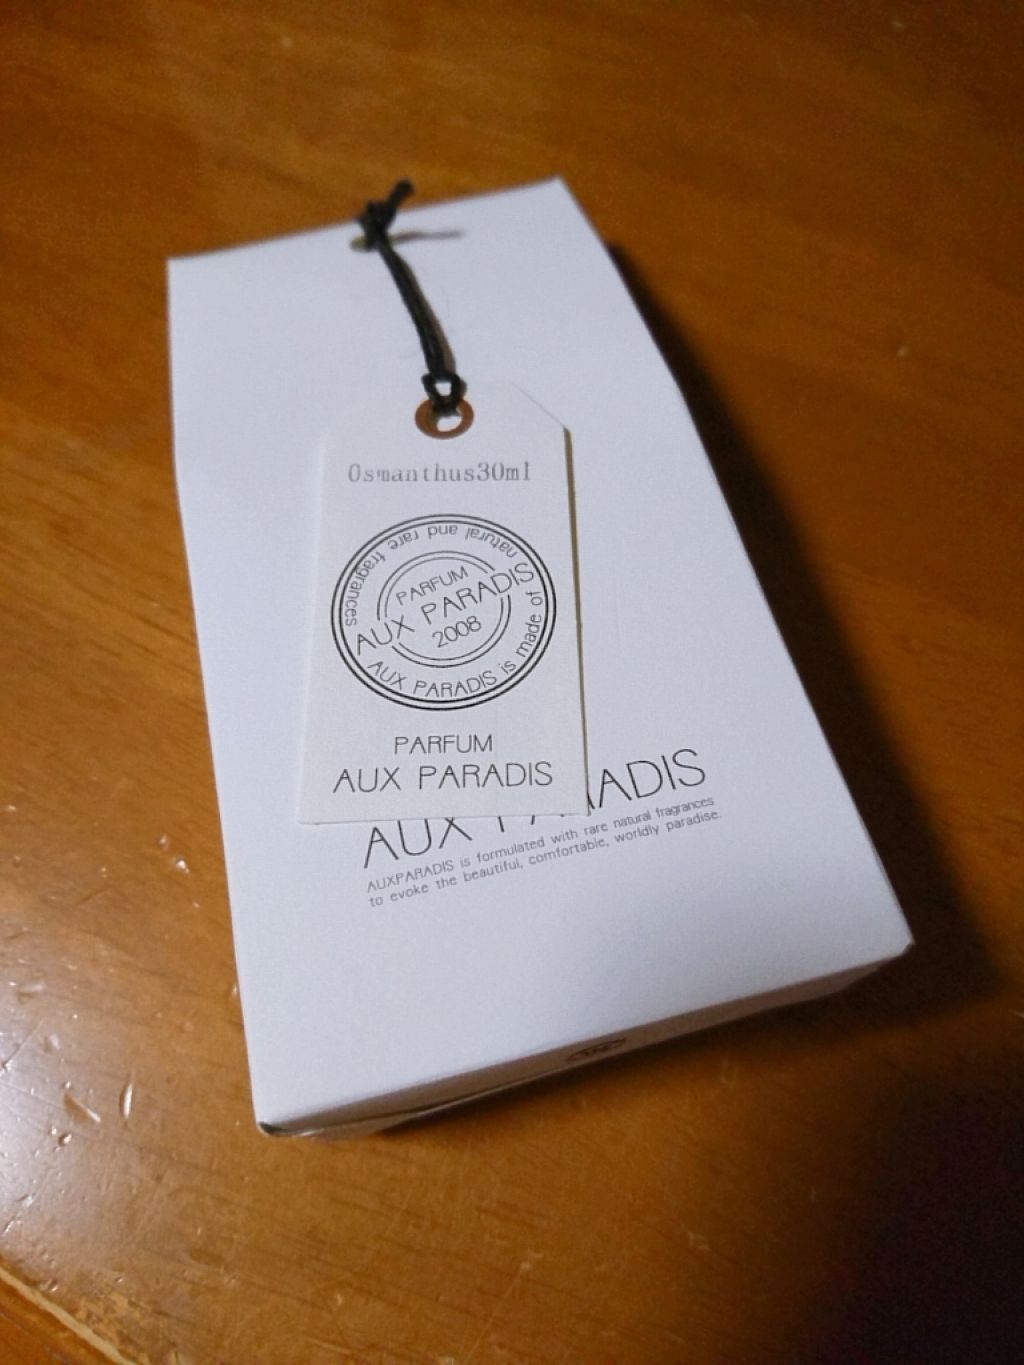 Osmanthus30ml
PARFUM
AUX PARADIS
2008
AUX PARADIS is made of natural and rare fragrances
PARFUM
AUX PARADIS
AUX PARADIS
AUXPARADIS is formulated with rare natural fragrances
to evoke the beautiful, comfortable, worldly paradise.